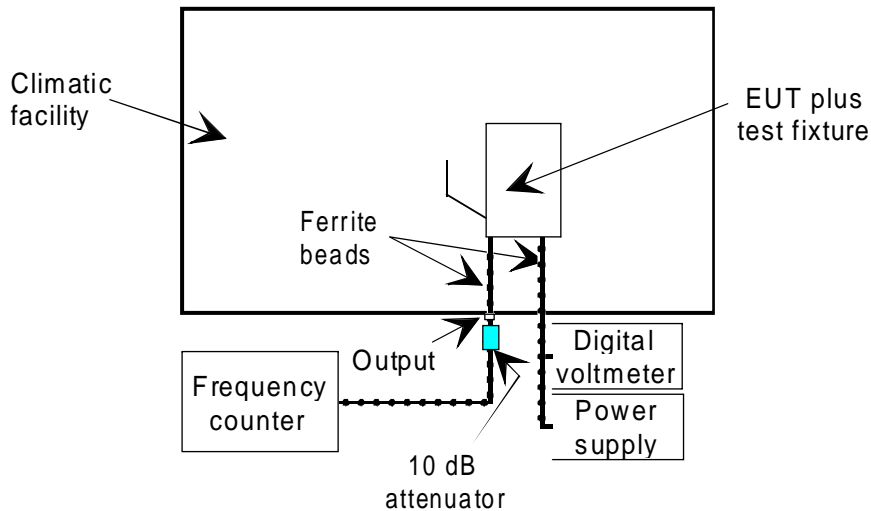 Climatic
facility
EUT plus
test fixture
Ferrite
beads
Output
Digital
voltmeter
Frequency
counter
Power
supply
10 dB
attenuator